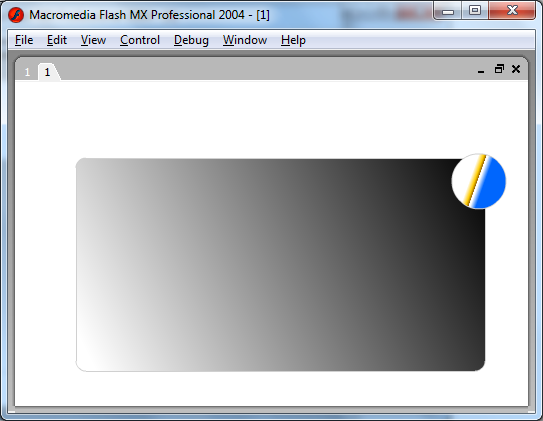 Macromedia Flash MX Professional 2004 - [1]
File Edit View Control Debug Window Help
1 1